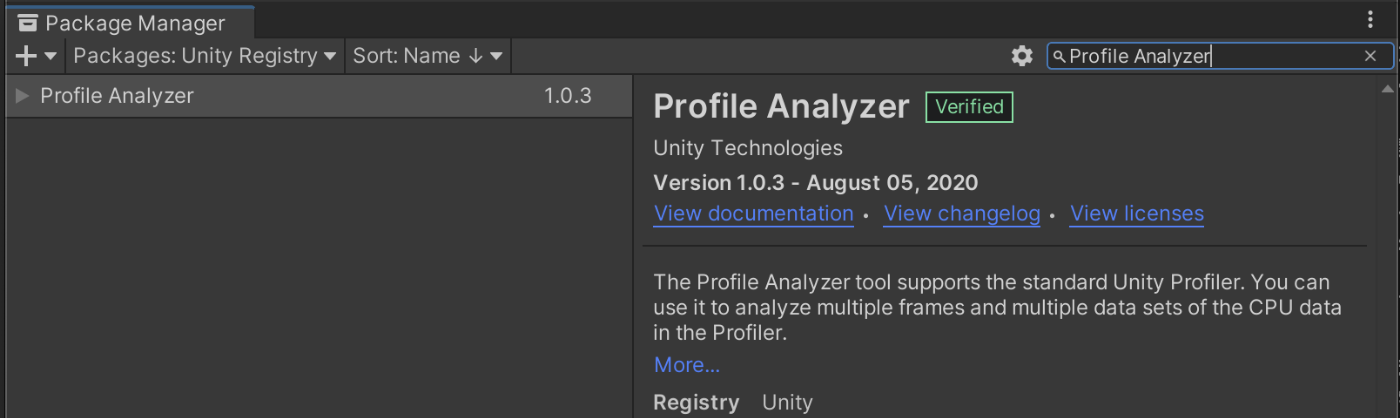 Package Manager
Packages: Unity Registry Sort: Name ↓ Profile Analyzer
Profile Analyzer 1.0.3
Profile Analyzer Verified
Unity Technologies
Version 1.0.3 - August 05, 2020
View documentation • View changelog • View licenses
The Profile Analyzer tool supports the standard Unity Profiler. You can
use it to analyze multiple frames and multiple data sets of the CPU data
in the Profiler.
More...
Registry Unity